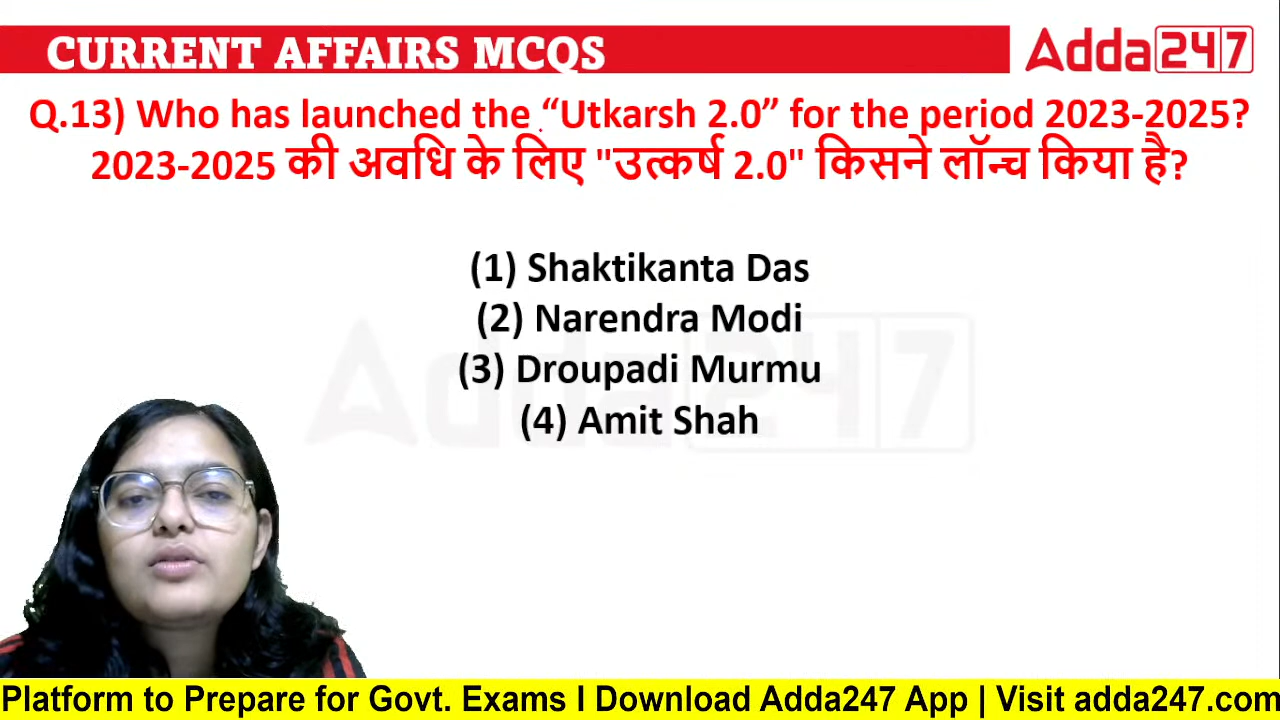 CURRENT AFFAIRS MCQS
Adda247
Q.13) Who has launched the “Utkarsh 2.0” for the period 2023-2025?
2023-2025 की अवधि के लिए "उत्कर्ष 2.0" किसने लॉन्च किया है?
(1) Shaktikanta Das
(2) Narendra Modi
(3) Droupadi Murmu
(4) Amit Shah
Adda247
Platform to Prepare for Govt. Exams I Download Adda247 App | Visit adda247.com